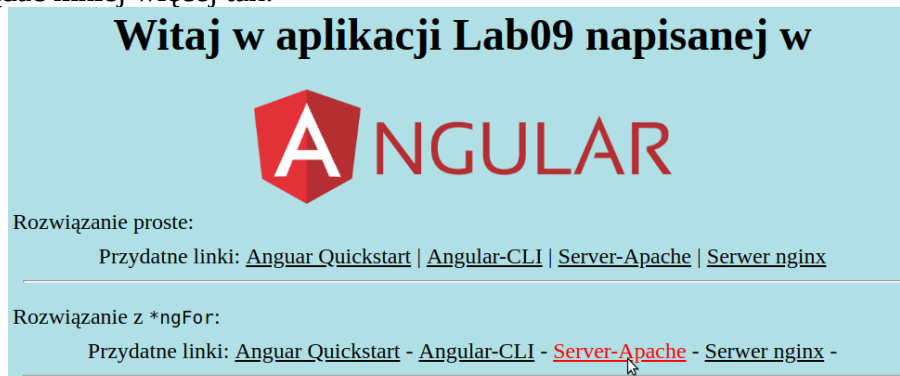 Witaj w aplikacji Lab09 napisanej w
ANGULAR
Rozwiązanie proste:
Przydatne linki: Anguar Quickstart | Angular-CLI | Server-Apache | Serwer nginx
Rozwiązanie z *ngFor:
Przydatne linki: Anguar Quickstart - Angular-CLI - Server-Apache - Serwer nginx -